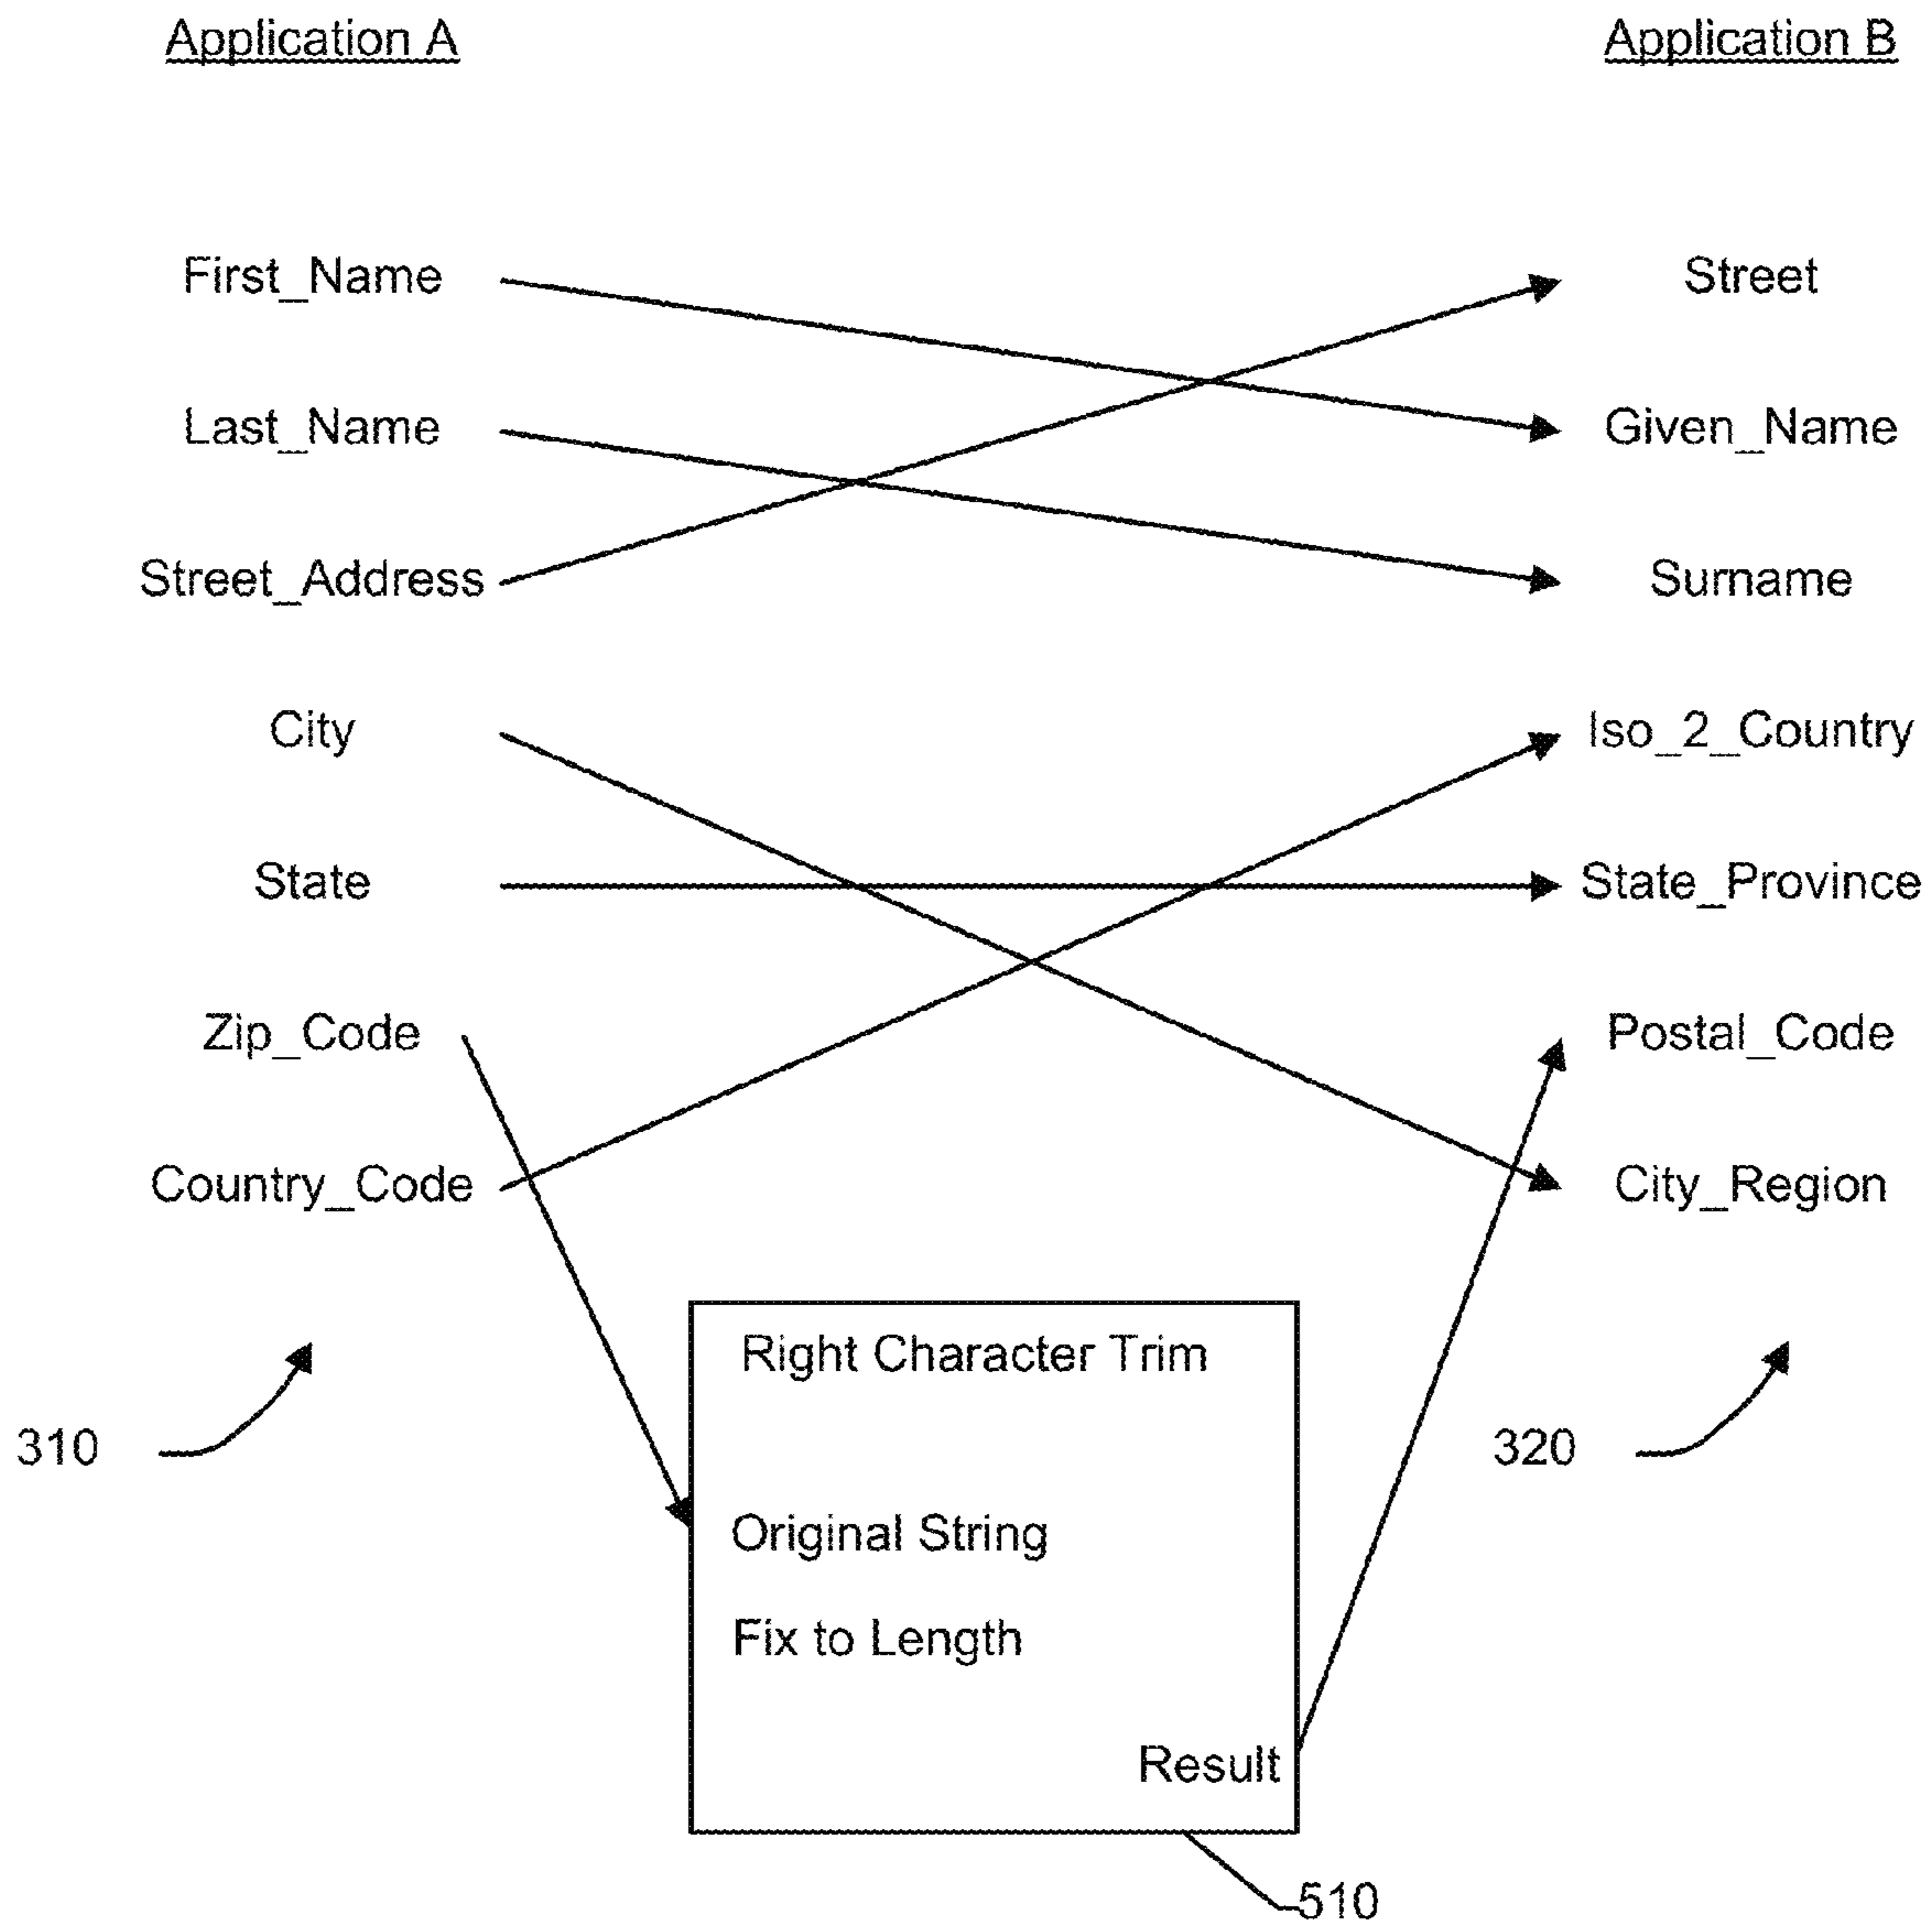 Application A Application B
First_Name Street
Last_Name Given_Name
Street_Address Surname
City Iso_2_Country
State State_Province
Zip_Code Postal_Code
Country_Code City_Region
Right Character Trim
310 320
Original String
Fix to Length
Result
510